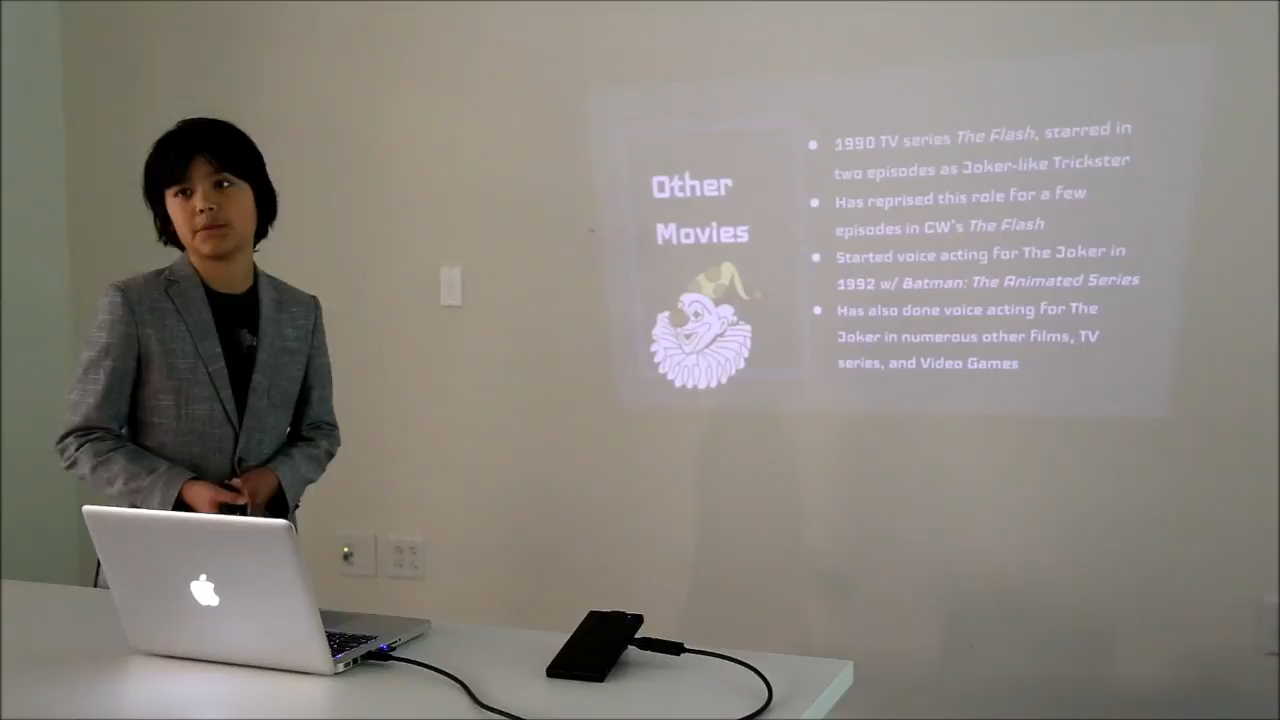 Other
Movies
1990 TV series The Flash, starred in
two episodes as Joker-like Trickster
Has reprised this role for a few
episodes in CW's The Flash
Started voice acting for The Joker in
1992 w/ Batman: The Animated Series
Has also done voice acting for The
Joker in numerous other films, TV
series, and Video Games